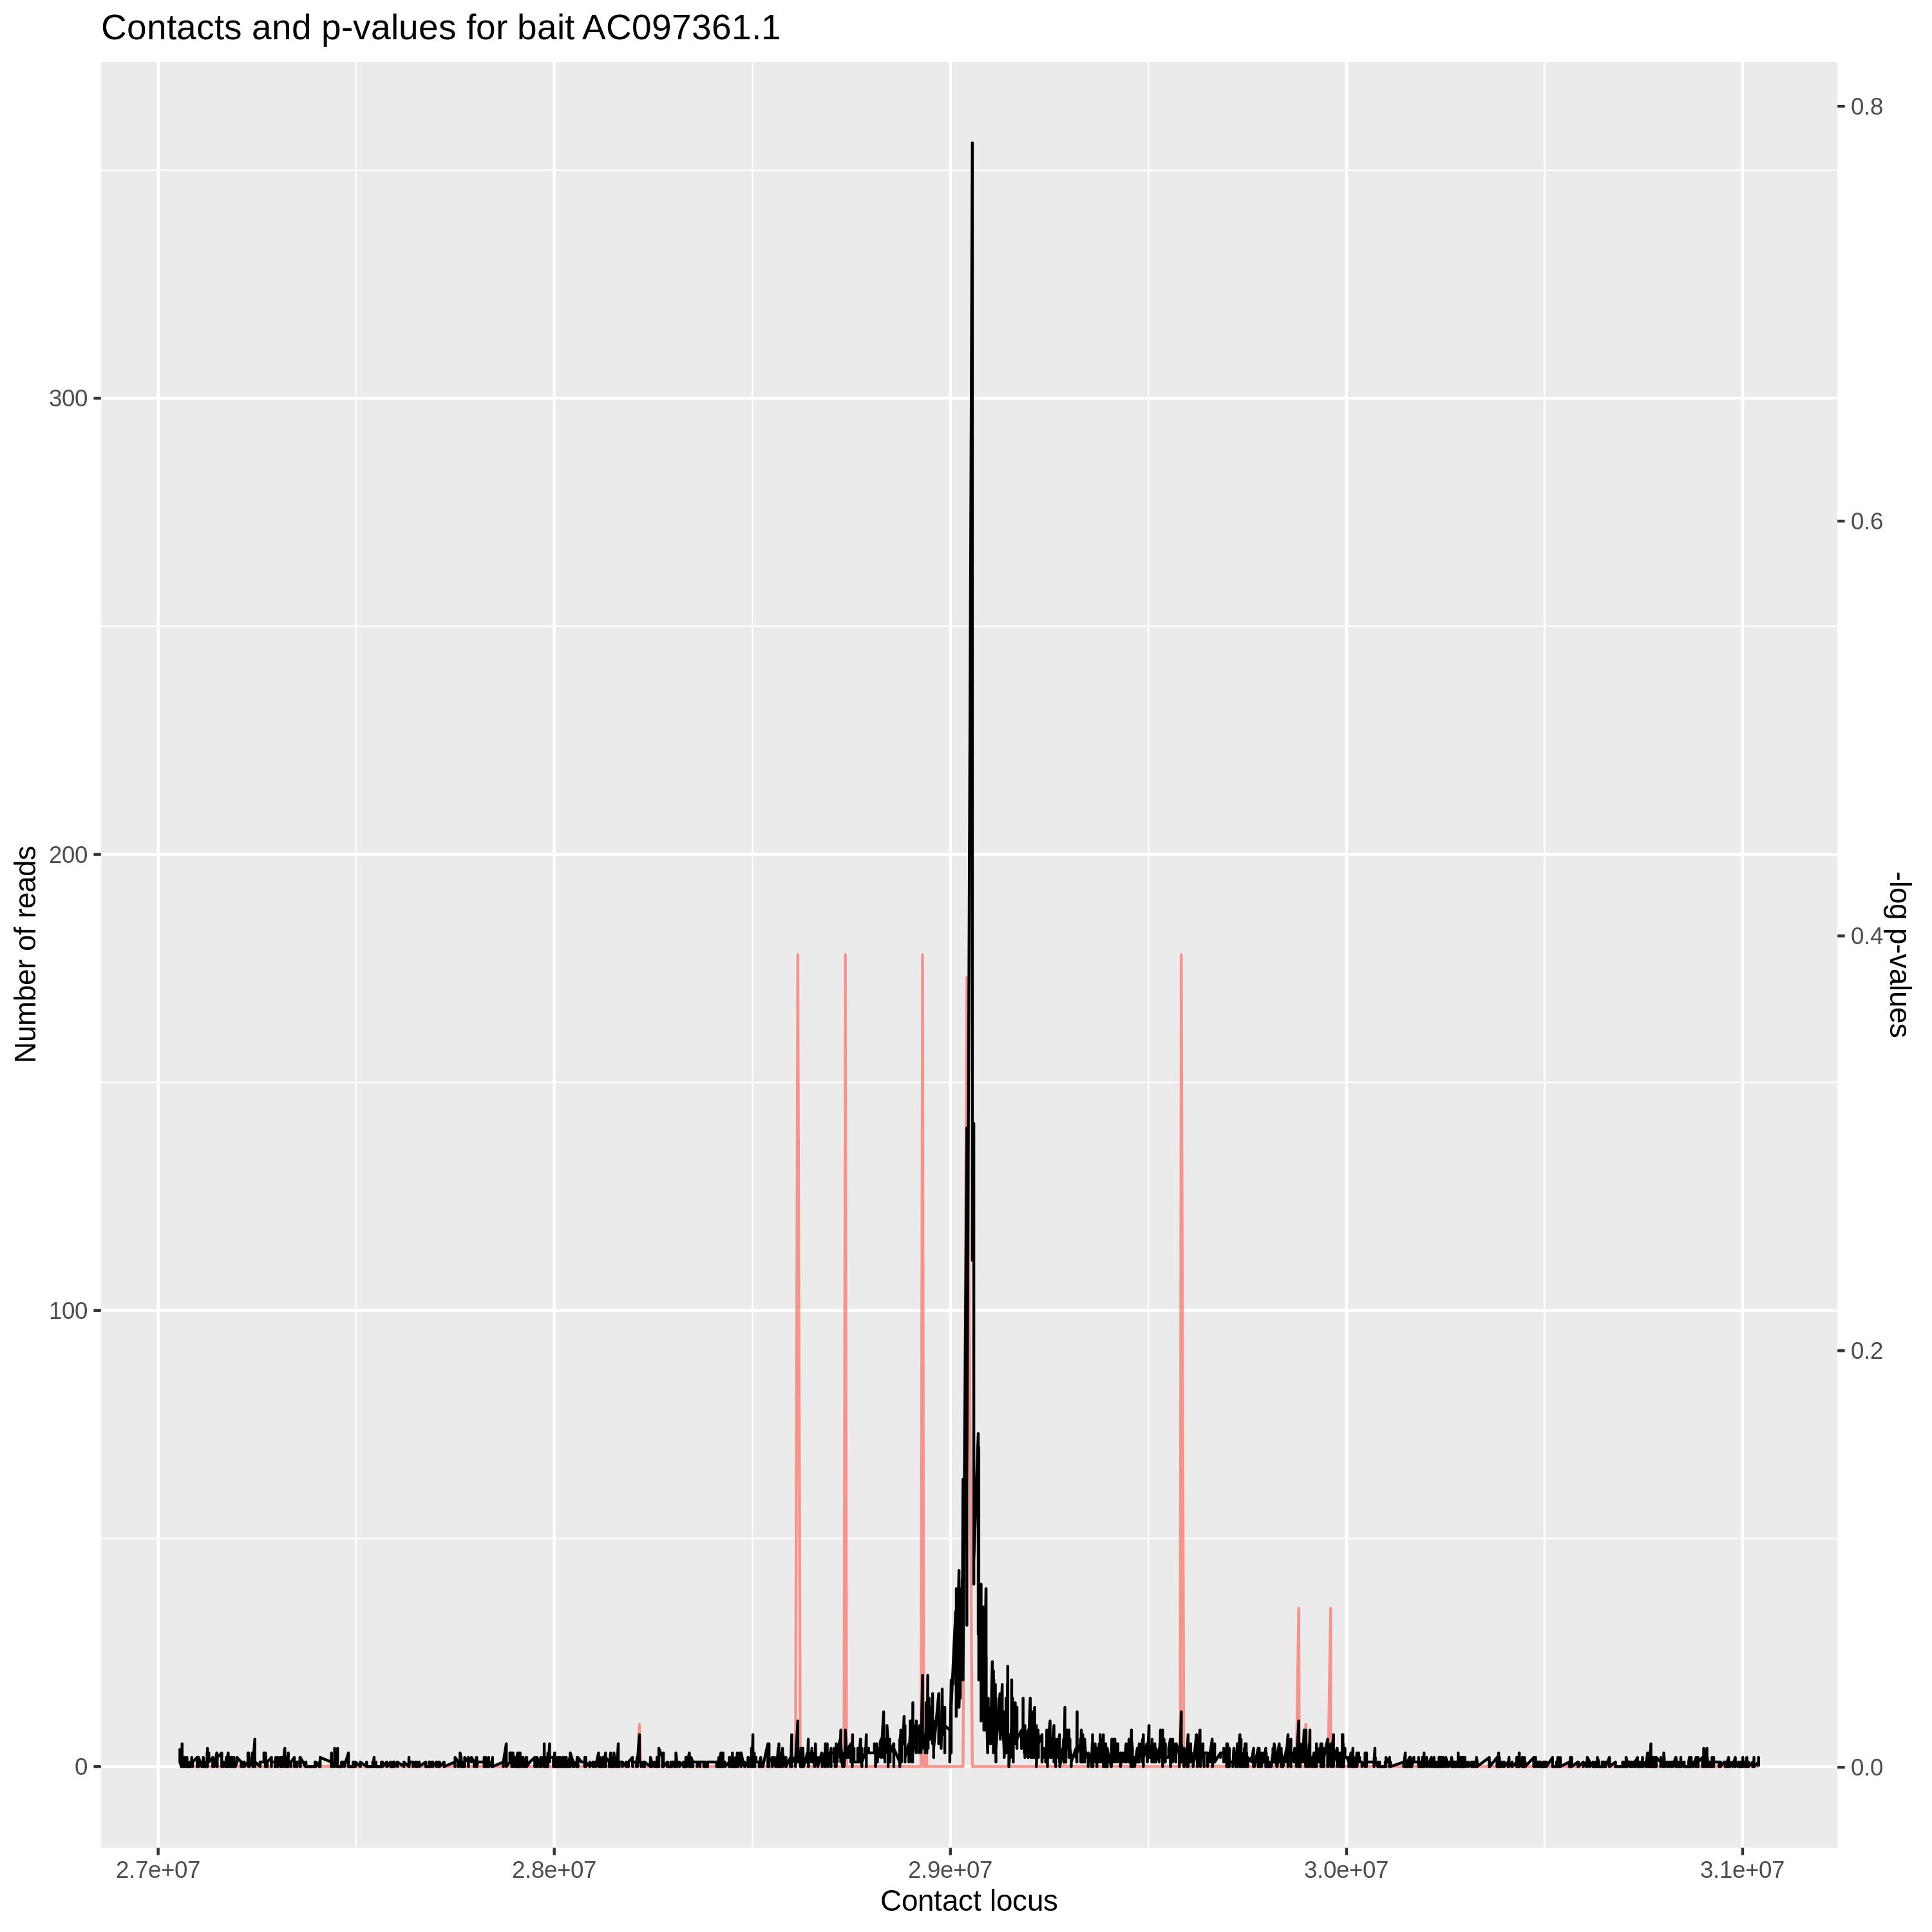 Contacts and p-values for bait AC097361.1
Number of reads
300
200
100
0
0.8
0.6
0.4
0.2
0.0
-log p-values
2.7e+07 2.8e+07 2.9e+07 3.0e+07 3.1e+07
Contact locus